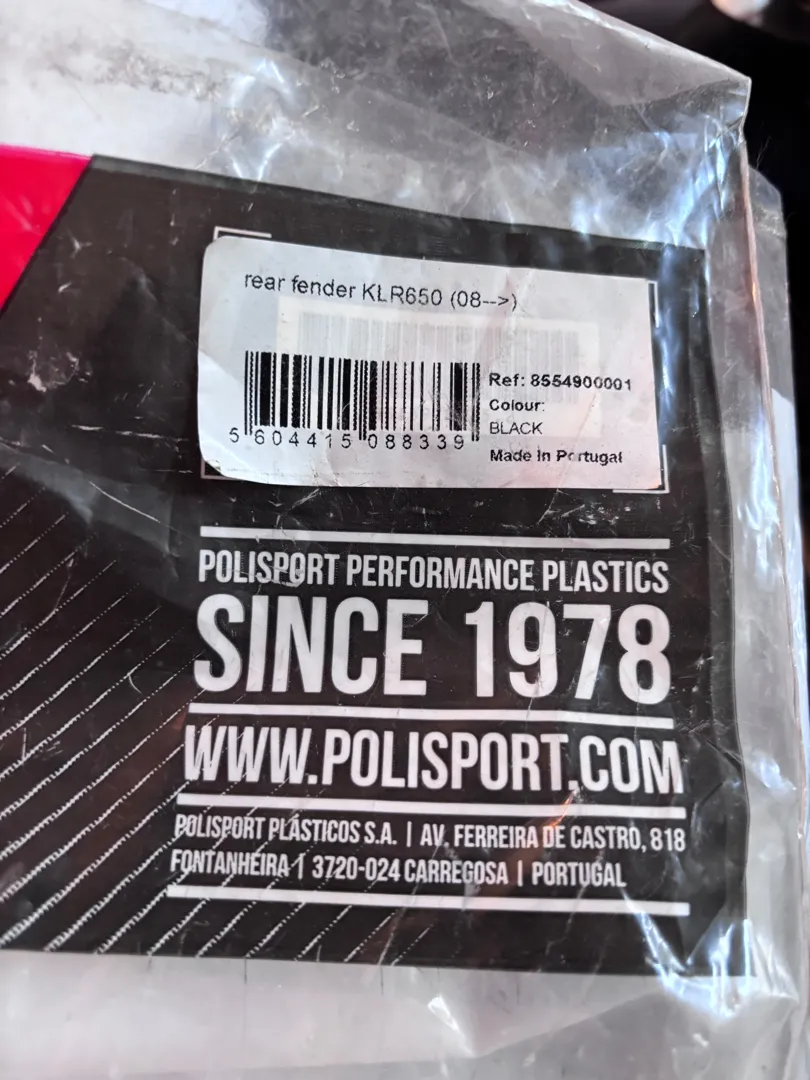 rear fender KLR650 (08-->)
Ref: 8554900001
Colour:
BLACK
Made in Portugal
5 604415 088339
POLISPORT PERFORMANCE PLASTICS
SINCE 1978
WWW.POLISPORT.COM
POLISPORT PLÁSTICOS S.A. | AV. FERREIRA DE CASTRO, 818
FONTANHEIRA | 3720-024 CARREGOSA | PORTUGAL